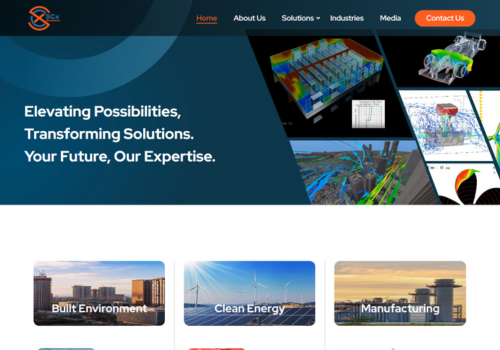 SCx
Home About Us Solutions Industries Media Contact Us
Elevating Possibilities,
Transforming Solutions.
Your Future, Our Expertise.
Built Environment Clean Energy Manufacturing